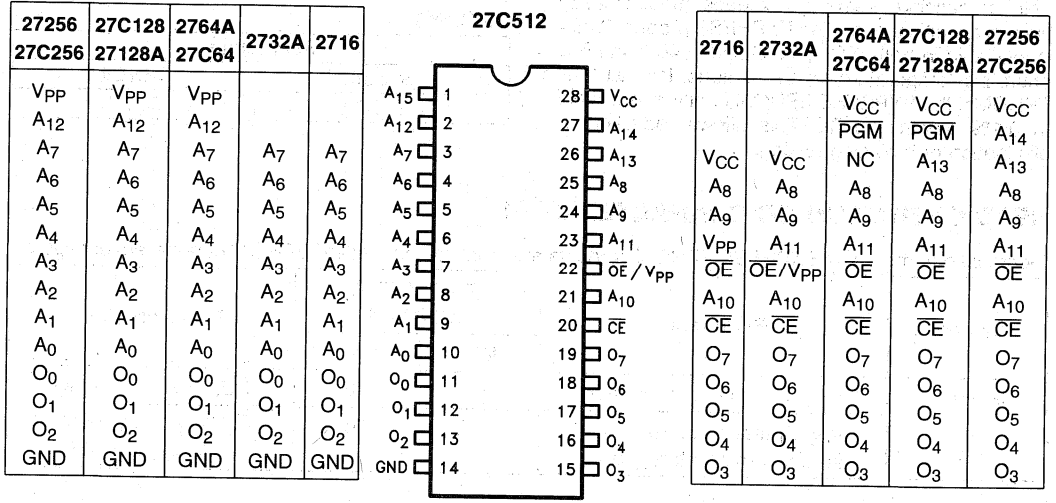 27256 27C128 2764A 2732A 2716 27C512 2716 2732A 2764A 27C128 27256
27C256 27128A 27C64 27C64 27128A 27C256
VPP VPP VPP A15 1 28 VCC VCC VCC VCC
A12 A12 A12 A12 2 27 A14 PGM PGM A14
A7 A7 A7 A7 A7 A7 3 26 A13 VCC VCC NC A13 A13
A6 A6 A6 A6 A6 A6 4 25 A8 A8 A8 A8 A8 A8
A5 A5 A5 A5 A5 A5 5 24 A9 A9 A9 A9 A9 A9
A4 A4 A4 A4 A4 A4 6 23 A11 VPP A11 A11 A11 A11
A3 A3 A3 A3 A3 A3 7 22 OE/VPP OE OE/VPP OE OE OE
A2 A2 A2 A2 A2 A2 8 21 A10 A10 A10 A10 A10 A10
A1 A1 A1 A1 A1 A1 9 20 CE CE CE CE CE CE
A0 A0 A0 A0 A0 A0 10 19 O7 O7 O7 O7 O7 O7
O0 O0 O0 O0 O0 O0 11 18 O6 O6 O6 O6 O6 O6
O1 O1 O1 O1 O1 O1 12 17 O5 O5 O5 O5 O5 O5
O2 O2 O2 O2 O2 O2 13 16 O4 O4 O4 O4 O4 O4
GND GND GND GND GND GND 14 15 O3 O3 O3 O3 O3 O3